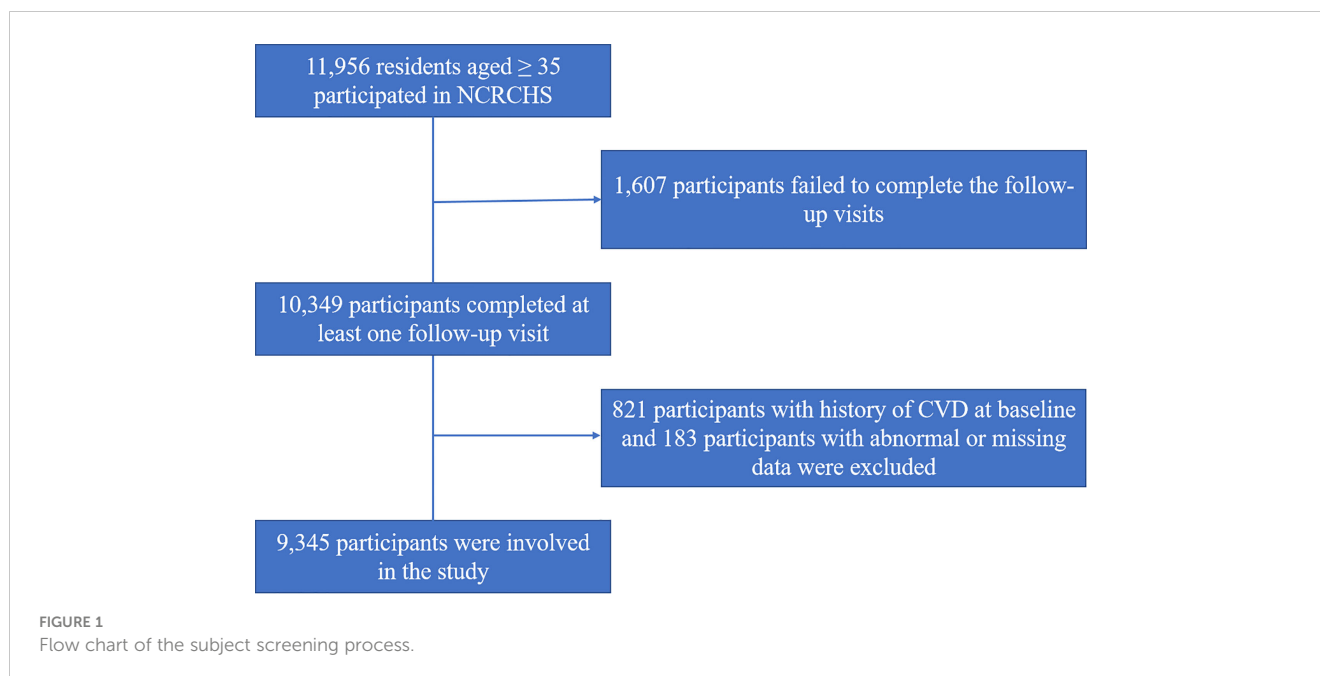 11,956 residents aged ≥ 35
participated in NCRCHS
1,607 participants failed to complete the follow-
up visits
10,349 participants completed at
least one follow-up visit
821 participants with history of CVD at baseline
and 183 participants with abnormal or missing
data were excluded
9,345 participants were involved
in the study
FIGURE 1
Flow chart of the subject screening process.